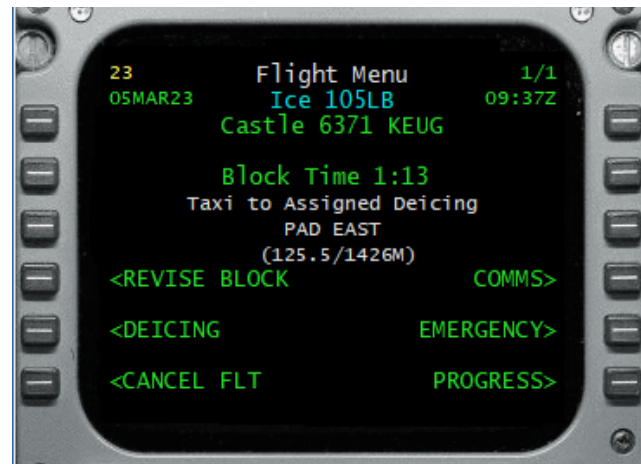 23 Flight Menu 1/1
05MAR23 Ice 105LB 09:37Z
Castle 6371 KEUG
Block Time 1:13
Taxi to Assigned Deicing
PAD EAST
(125.5/1426M)
<REVISE BLOCK COMMS>
<DEICING EMERGENCY>
<CANCEL FLT PROGRESS>